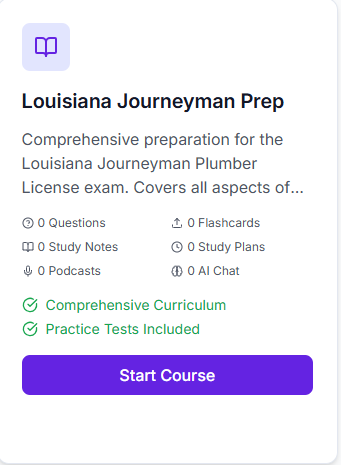 Louisiana Journeyman Prep
Comprehensive preparation for the
Louisiana Journeyman Plumber
License exam. Covers all aspects of...
0 Questions
0 Flashcards
0 Study Notes
0 Study Plans
0 Podcasts
0 AI Chat
Comprehensive Curriculum
Practice Tests Included
Start Course